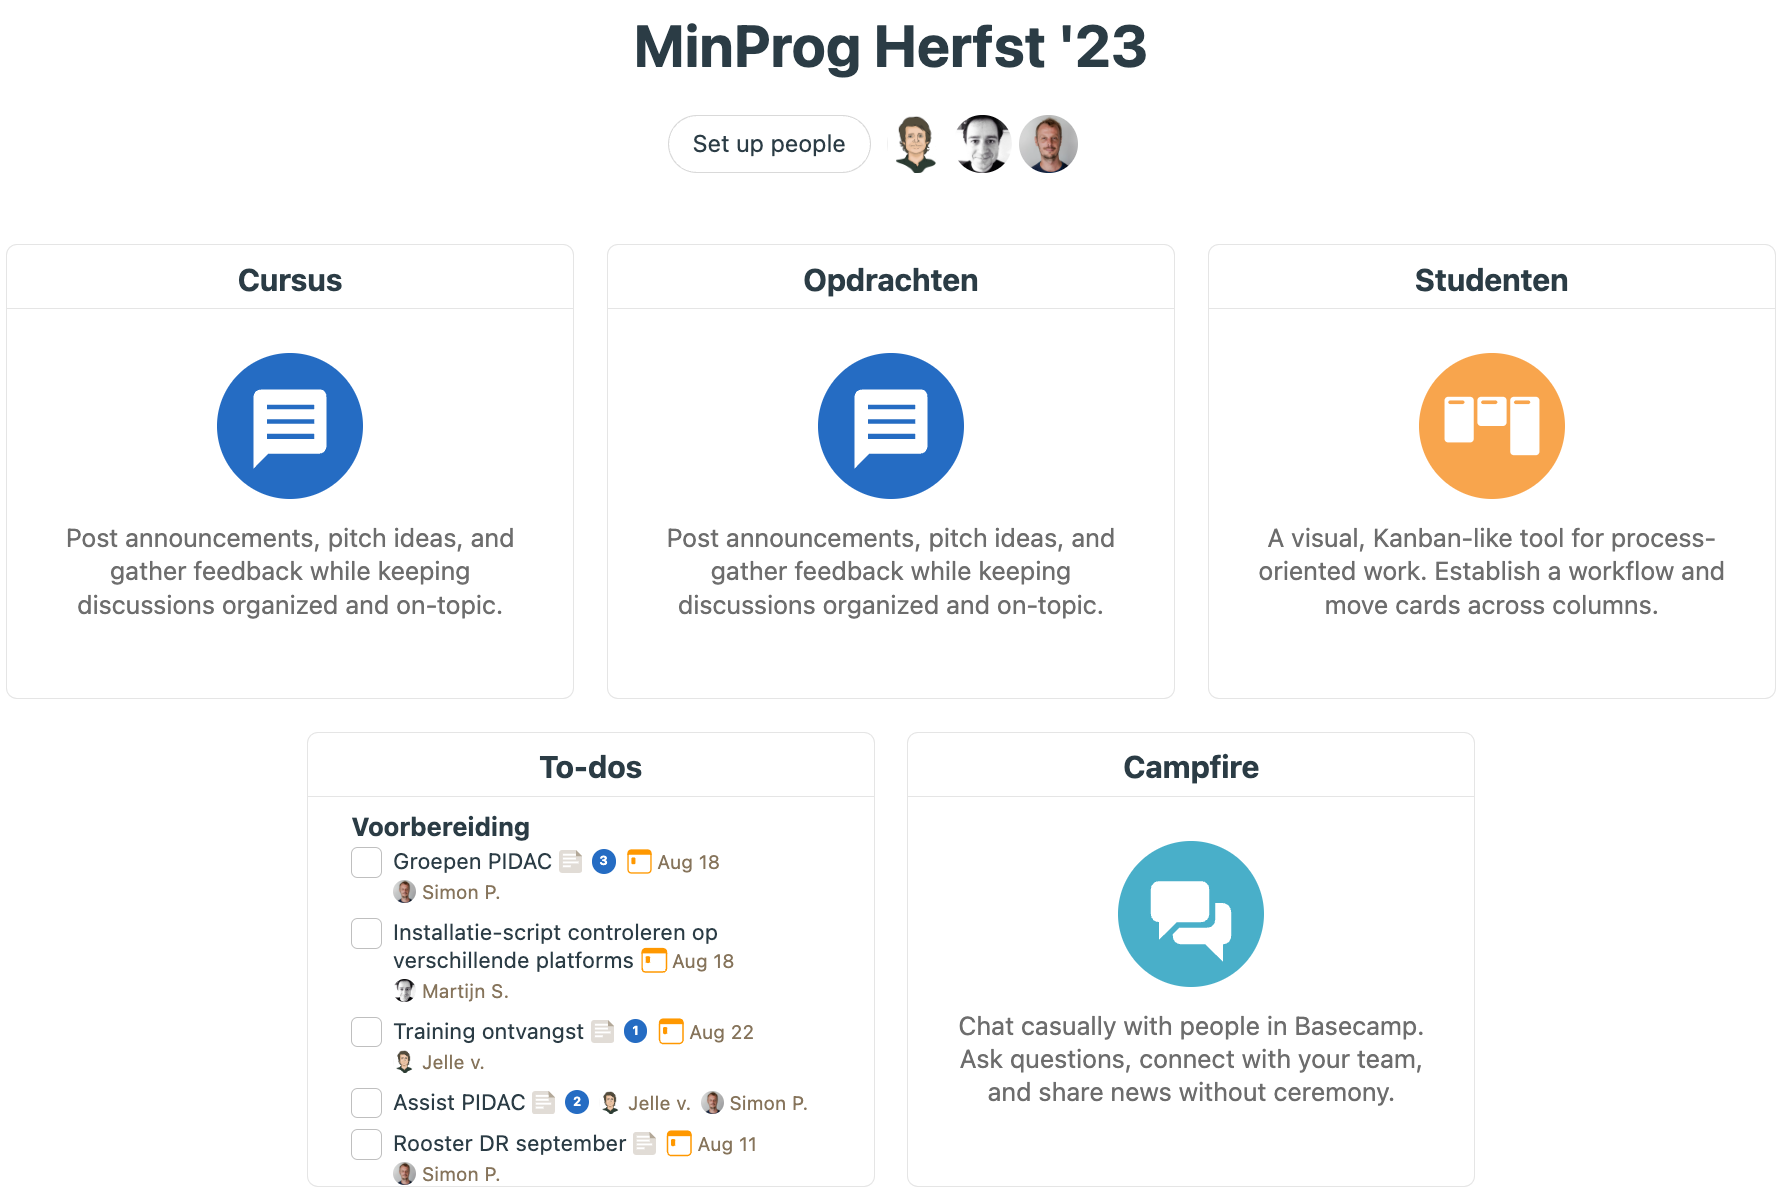 MinProg Herfst '23
Set up people
Cursus
Post announcements, pitch ideas, and
gather feedback while keeping
discussions organized and on-topic.
Opdrachten
Post announcements, pitch ideas, and
gather feedback while keeping
discussions organized and on-topic.
Studenten
A visual, Kanban-like tool for process-
oriented work. Establish a workflow and
move cards across columns.
To-dos
Voorbereiding
Groepen PIDAC 3 Aug 18
Simon P.
Installatie-script controleren op
verschillende platforms Aug 18
Martijn S.
Training ontvangst 1 Aug 22
Jelle v.
Assist PIDAC 2 Jelle v. Simon P.
Rooster DR september Aug 11
Simon P.
Campfire
Chat casually with people in Basecamp.
Ask questions, connect with your team,
and share news without ceremony.